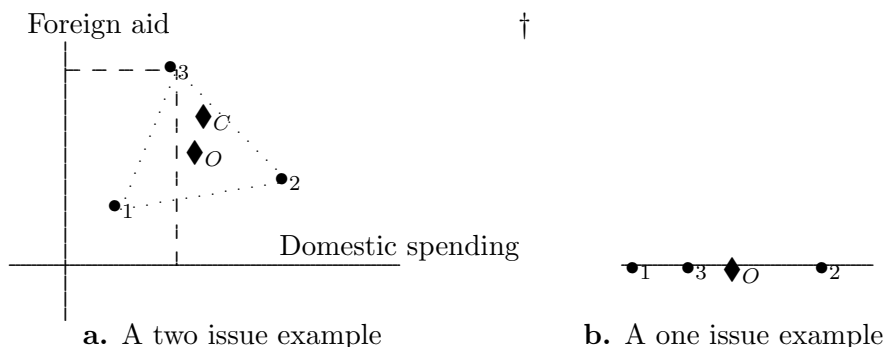 Foreign aid
†
3
C
O
2
1
Domestic spending
1 3 O 2
a. A two issue example
b. A one issue example